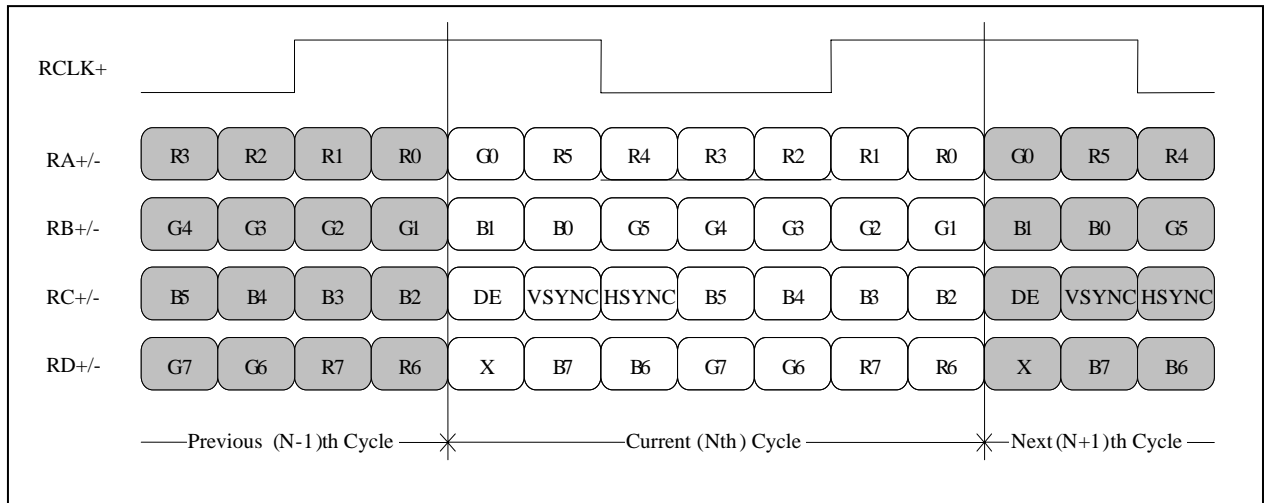 RCLK+
RA+/- R3 R2 R1 R0 G0 R5 R4 R3 R2 R1 R0 G0 R5 R4
RB+/- G4 G3 G2 G1 B1 B0 G5 G4 G3 G2 G1 B1 B0 G5
RC+/- B5 B4 B3 B2 DE VSYNC HSYNC B5 B4 B3 B2 DE VSYNC HSYNC
RD+/- G7 G6 R7 R6 X B7 B6 G7 G6 R7 R6 X B7 B6
Previous (N-1)th Cycle Current (Nth) Cycle Next (N+1)th Cycle